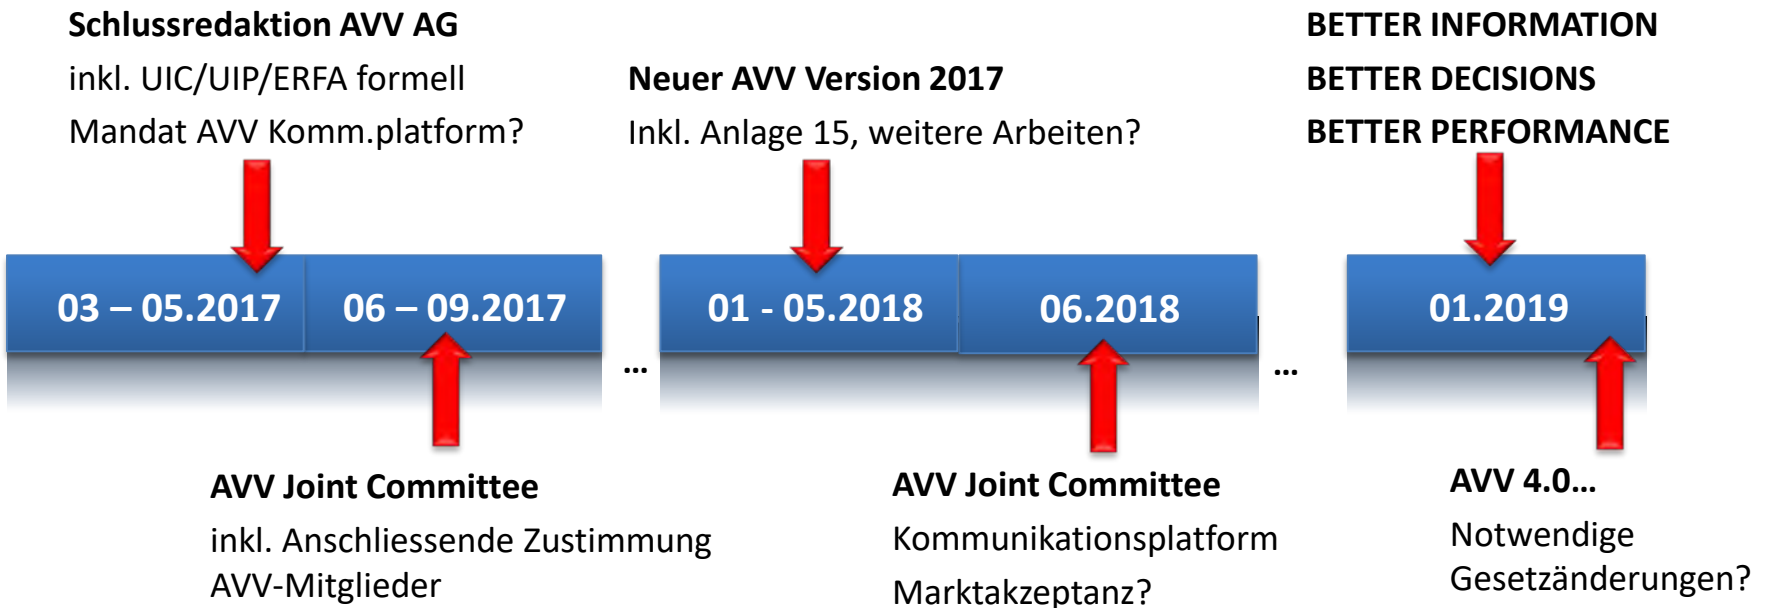 Schlussredaktion AVV AG
inkl. UIC/UIP/ERFA formell
Mandat AVV Komm.platform?
Neuer AVV Version 2017
Inkl. Anlage 15, weitere Arbeiten?
BETTER INFORMATION
BETTER DECISIONS
BETTER PERFORMANCE
03 – 05.2017
06 – 09.2017
...
01 - 05.2018
06.2018
...
01.2019
AVV Joint Committee
inkl. Anschliessende Zustimmung
AVV-Mitglieder
AVV Joint Committee
Kommunikationsplatform
Marktakzeptanz?
AVV 4.0...
Notwendige
Gesetzänderungen?